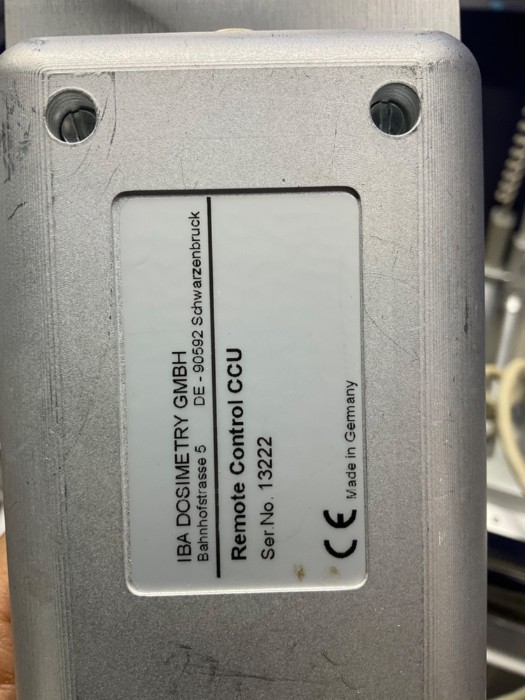 IBA DOSIMETRY GMBH
Bahnhofstrasse 5 DE - 90592 Schwarzenbruck
Remote Control CCU
Ser.No. 13222
CE Made in Germany